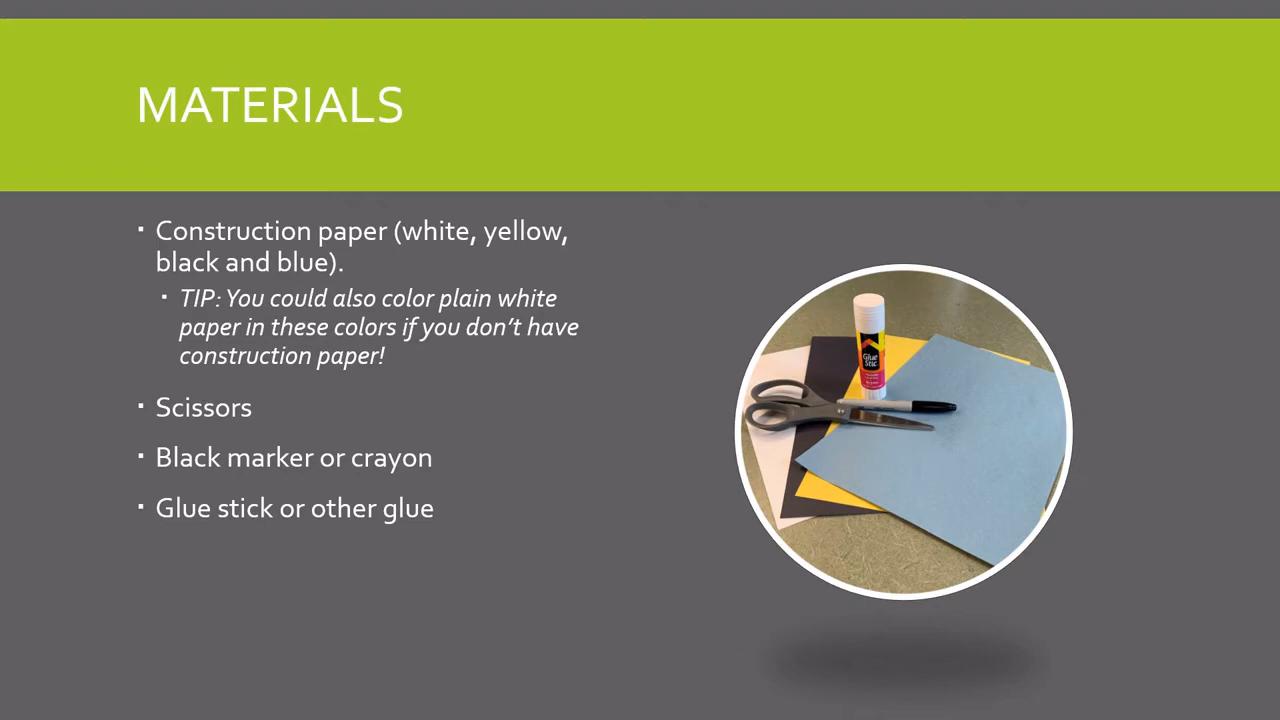 MATERIALS
▪ Construction paper (white, yellow,
black and blue).
▪ TIP: You could also color plain white
paper in these colors if you don't have
construction paper!
▪ Scissors
▪ Black marker or crayon
▪ Glue stick or other glue
Glue
Stic